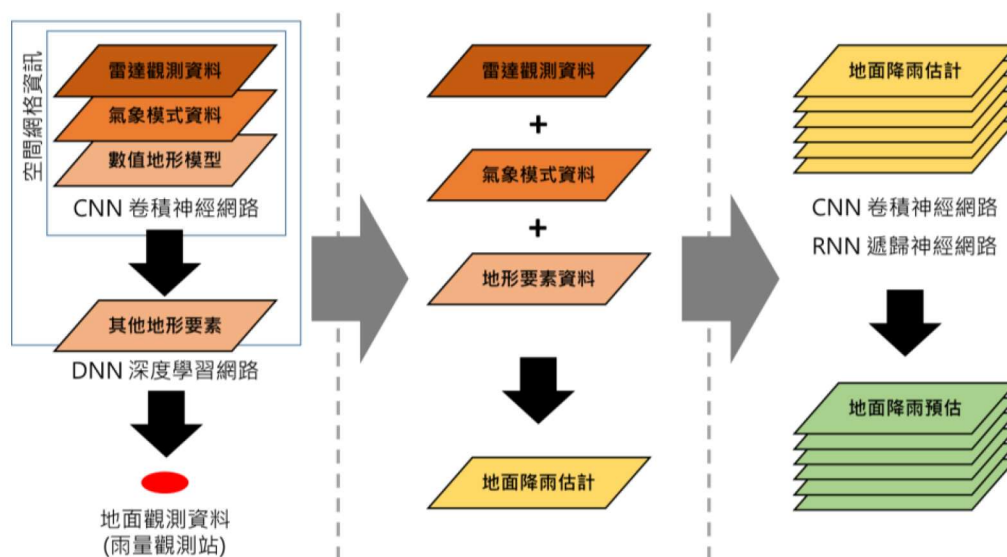 空間網格資訊
雷達觀測資料
氣象模式資料
數值地形模型
CNN 卷積神經網路
其他地形要素
DNN 深度學習網路
地面觀測資料
(雨量觀測站)
雷達觀測資料
+
氣象模式資料
+
地形要素資料
地面降雨估計
地面降雨估計
CNN 卷積神經網路
RNN 遞歸神經網路
地面降雨預估